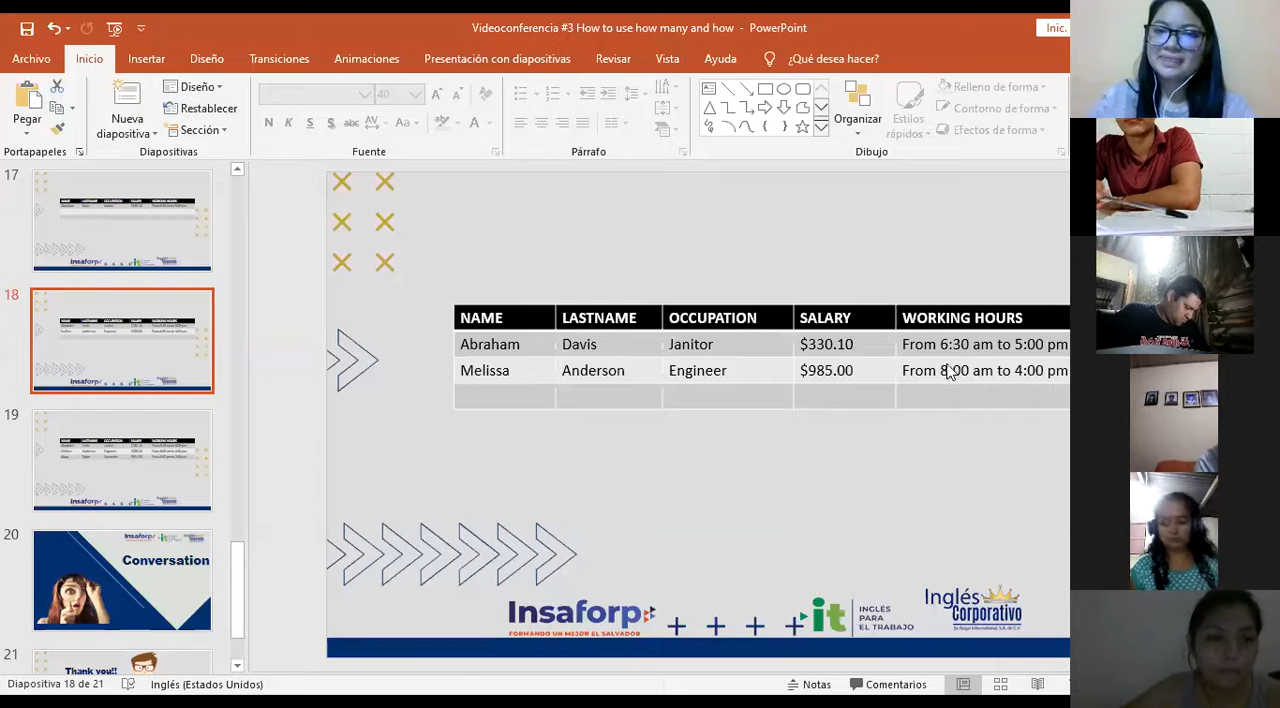 Videoconferencia #3 How to use how many and how - PowerPoint
Inic.
Archivo Inicio Insertar Diseño Transiciones Animaciones Presentación con diapositivas Revisar Vista Ayuda ¿Qué desea hacer?
Pegar
Nueva diapositiva
Diseño
Restablecer
Sección
40
N K S S abc AV Aa A
Organizar
Estilos rápidos
Relleno de forma
Contorno de forma
Efectos de forma
Portapapeles Diapositivas Fuente Párrafo Dibujo
17
18
19
20
Conversation
21
Thank you!!
NAME LASTNAME OCCUPATION SALARY WORKING HOURS
Abraham Davis Janitor $330.10 From 6:30 am to 5:00 pm
Melissa Anderson Engineer $985.00 From 8:00 am to 4:00 pm
Insaforp
FORMANDO UN MEJOR EL SALVADOR
it
INGLÉS
PARA
EL TRABAJO
Inglés
Corporativo
Diapositiva 18 de 21 Inglés (Estados Unidos) Notas Comentarios